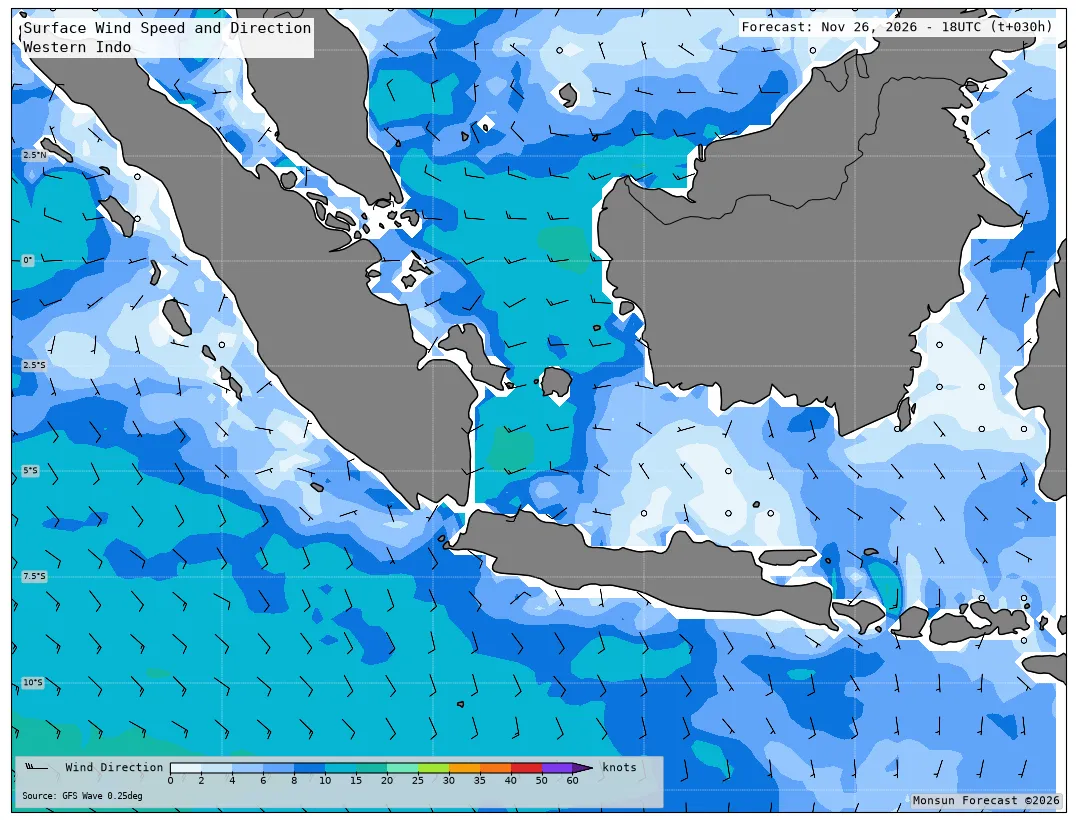 Surface Wind Speed and Direction
Western Indo
Forecast: Nov 26, 2026 - 18UTC (t+030h)
2.5°N
0°
2.5°S
5°S
7.5°S
10°S
Wind Direction
knots
0 2 4 6 8 10 15 20 25 30 35 40 50 60
Source: GFS Wave 0.25deg
Monsun Forecast ©2026